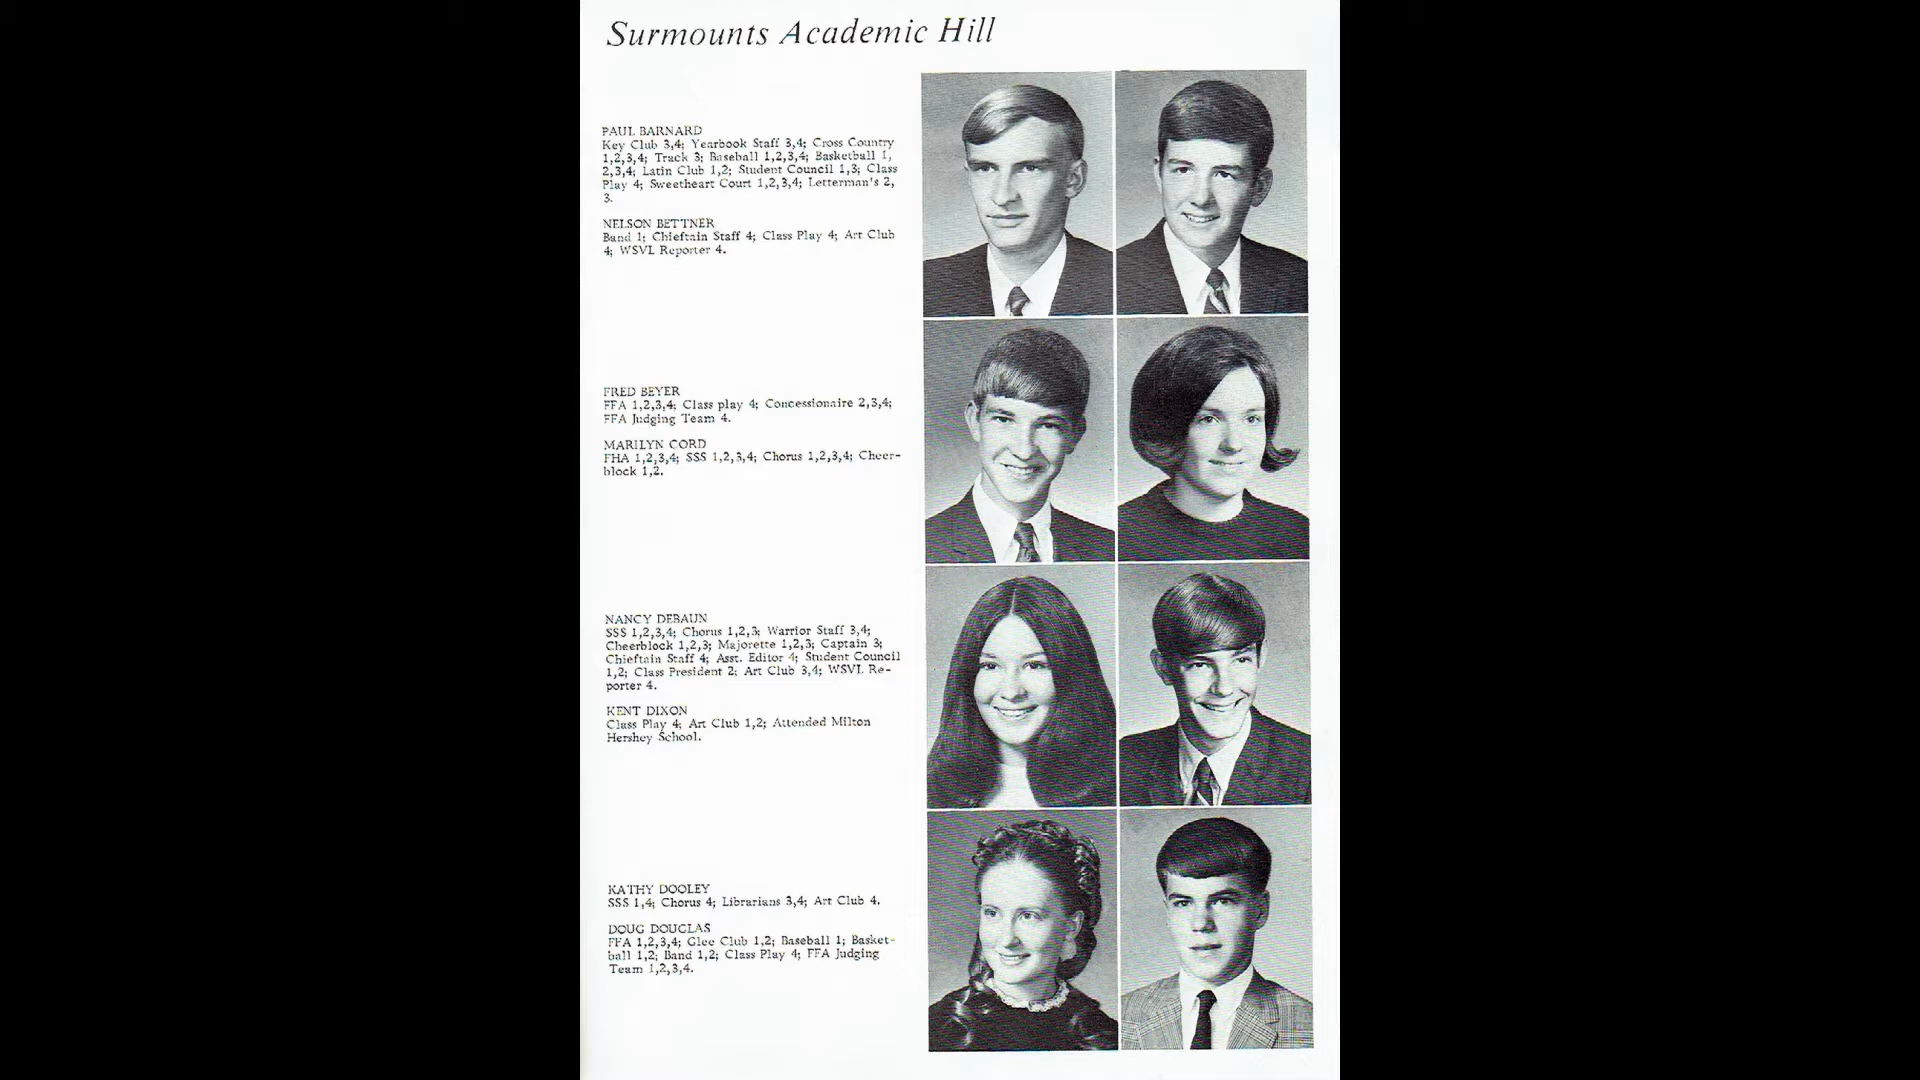 Surmounts Academic Hill
PAUL BARNARD
Key Club 3,4; Yearbook Staff 3,4; Cross Country
1,2,3,4; Track 3; Baseball 1,2,3,4; Basketball 1,
2,3,4; Latin Club 1,2; Student Council 1,3; Class
Play 4; Sweetheart Court 1,2,3,4; Letterman's 2,
3.
NELSON BETTNER
Band 1; Chieftain Staff 4; Class Play 4; Art Club
4; WSVL Reporter 4.
FRED BEYER
FFA 1,2,3,4; Class play 4; Concessionaire 2,3,4;
FFA Judging Team 4.
MARILYN CORD
FHA 1,2,3,4; SSS 1,2,3,4; Chorus 1,2,3,4; Cheer-
block 1,2.
NANCY DEBAUN
SSS 1,2,3,4; Chorus 1,2,3; Warrior Staff 3,4;
Cheerblock 1,2,3; Majorette 1,2,3; Captain 3;
Chieftain Staff 4; Asst. Editor 4; Student Council
1,2; Class President 2; Art Club 3,4; WSVL Re-
porter 4.
KENT DIXON
Class Play 4; Art Club 1,2; Attended Milton
Hershey School.
KATHY DOOLEY
SSS 1,4; Chorus 4; Librarians 3,4; Art Club 4.
DOUG DOUGLAS
FFA 1,2,3,4; Glee Club 1,2; Baseball 1; Basket-
ball 1,2; Band 1,2; Class Play 4; FFA Judging
Team 1,2,3,4.